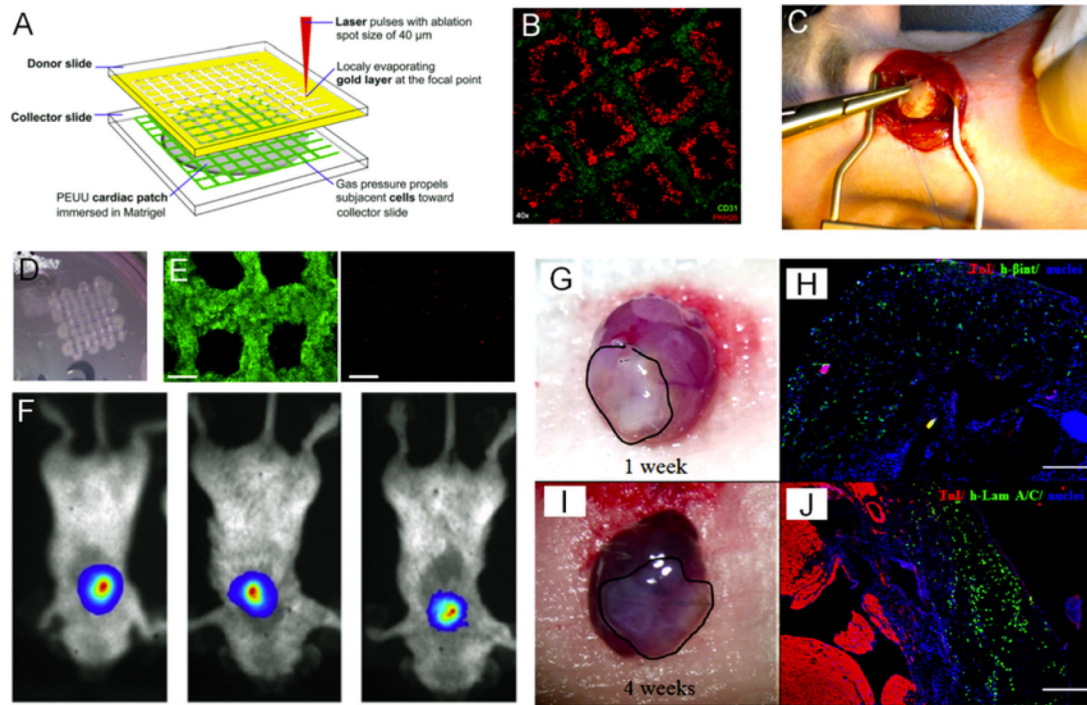 A
Donor slide
Laser pulses with ablation
spot size of 40 µm
Localy evaporating
gold layer at the focal point
Collector slide
PEUU cardiac patch
immersed in Matrigel
Gas pressure propels
subjacent cells toward
collector slide
B
40x
CD31
PKH26
C
D
E
F
G
1 week
H
TnI/ h-βint/ nuclei
I
4 weeks
J
TnI/ h-Lam A/C/ nuclei